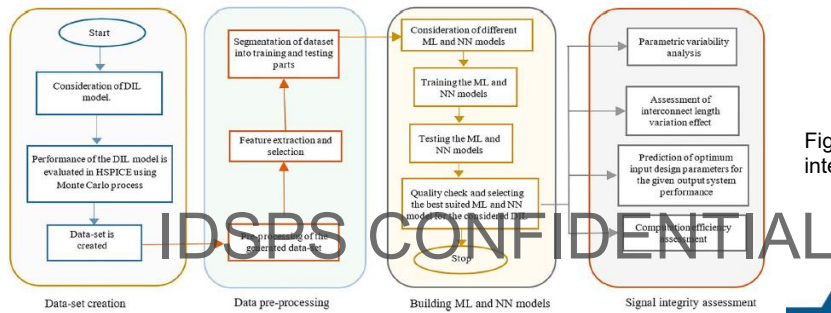 Start
Consideration of DIL
model.
Performance of the DIL model is
evaluated in HSPICE using
Monte Carlo process
Data-set is
created
Data-set creation
Segmentation of dataset
into training and testing
parts
Feature extraction and
selection
Pre-processing of the
generated data-set
Data pre-processing
Consideration of different
ML and NN models
Training the ML and
NN models
Testing the ML and
NN models
Quality check and selecting
the best suited ML and NN
model for the considered DIL
Stop
Building ML and NN models
Parametric variability
analysis
Assessment of
interconnect length
variation effect
Prediction of optimum
input design parameters for
the given output system
performance
Computation efficiency
assessment
Signal integrity assessment
IDSPS CONFIDENTIAL
Fig
inte